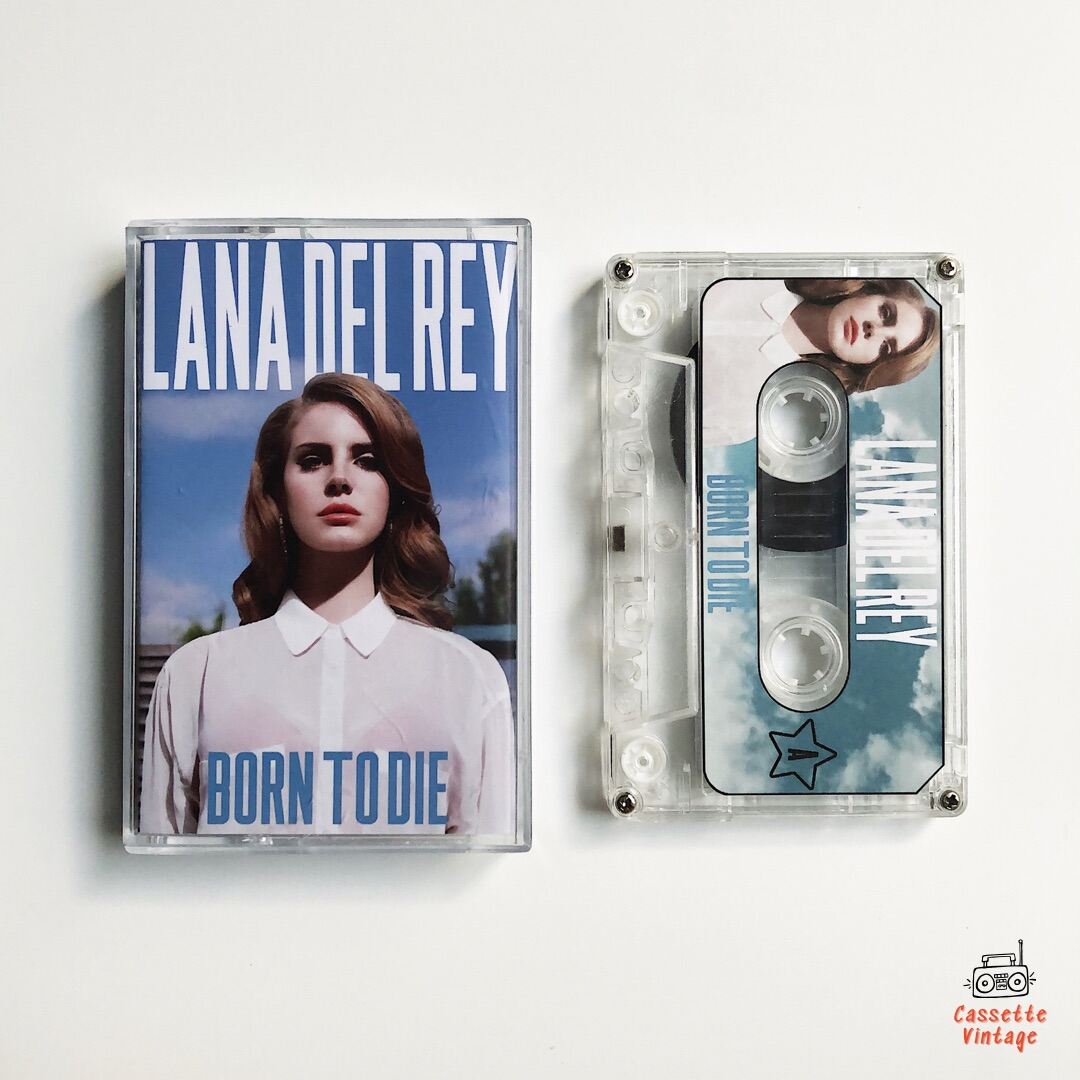 LANA DEL REY
BORN TO DIE
LANA DEL REY
BORN TO DIE
A
Cassette
Vintage